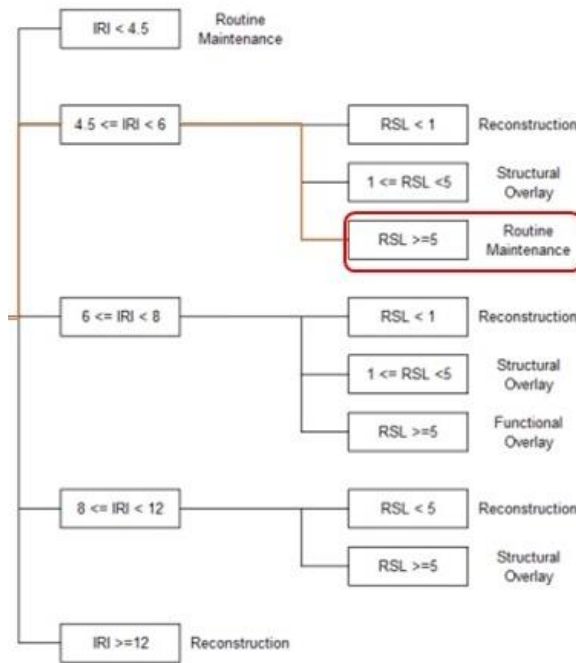 IRI < 4.5
Routine
Maintenance
4.5 <= IRI < 6
RSL < 1
Reconstruction
1 <= RSL <5
Structural
Overlay
RSL >=5
Routine
Maintenance
6 <= IRI < 8
RSL < 1
Reconstruction
1 <= RSL <5
Structural
Overlay
RSL >=5
Functional
Overlay
8 <= IRI < 12
RSL < 5
Reconstruction
RSL >=5
Structural
Overlay
IRI >=12
Reconstruction